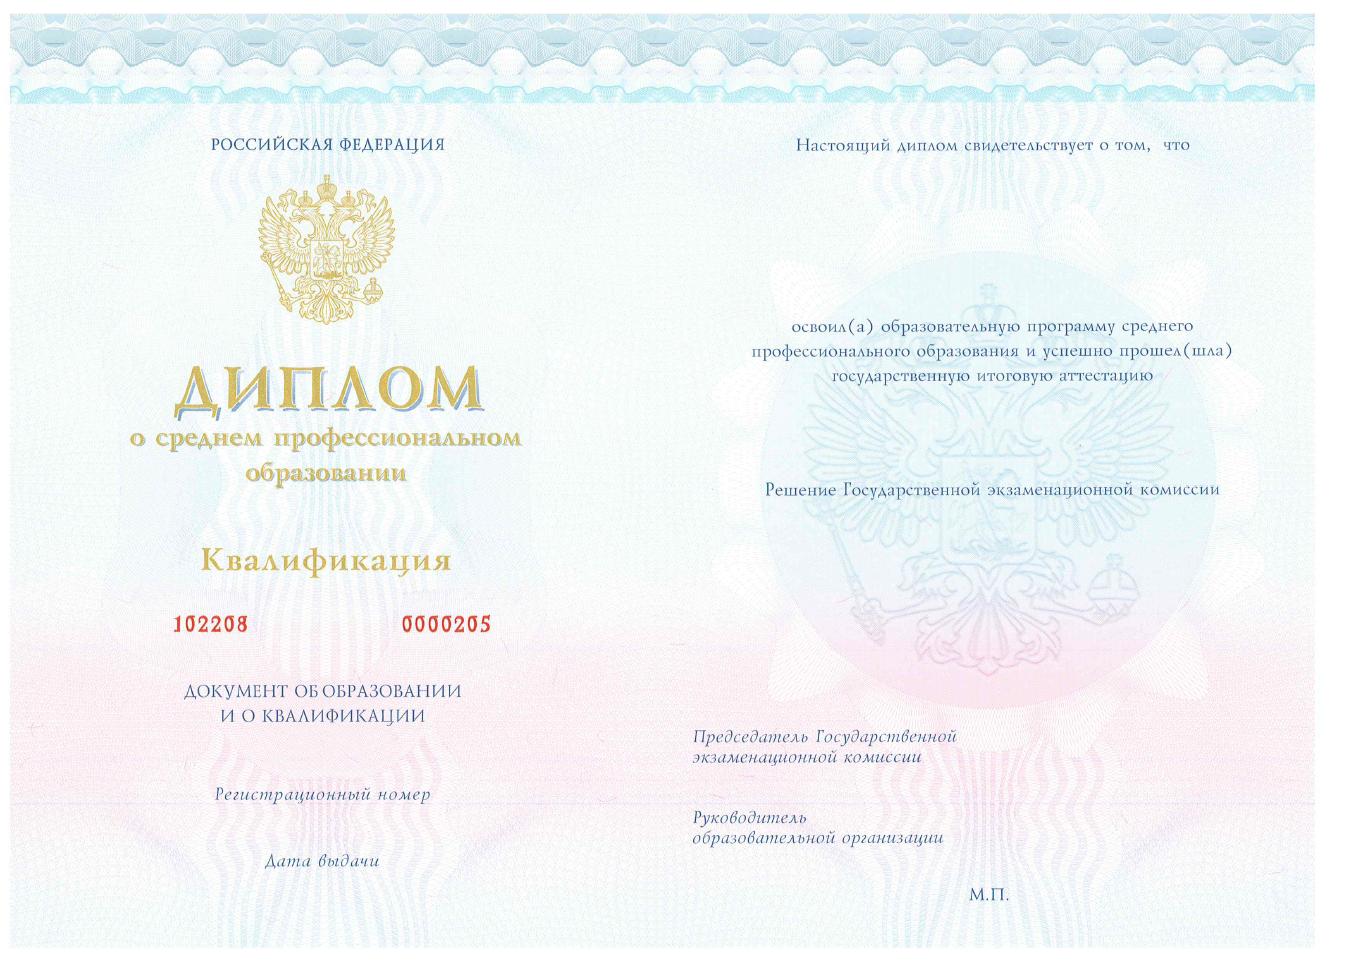 РОССИЙСКАЯ ФЕДЕРАЦИЯ
ДИПЛОМ
о среднем профессиональном
образовании
Квалификация
102208 0000205
ДОКУМЕНТ ОБ ОБРАЗОВАНИИ
И О КВАЛИФИКАЦИИ
Регистрационный номер
Дата выдачи
Настоящий диплом свидетельствует о том, что
освоил(а) образовательную программу среднего
профессионального образования и успешно прошел(шла)
государственную итоговую аттестацию
Решение Государственной экзаменационной комиссии
Председатель Государственной
экзаменационной комиссии
Руководитель
образовательной организации
М.П.